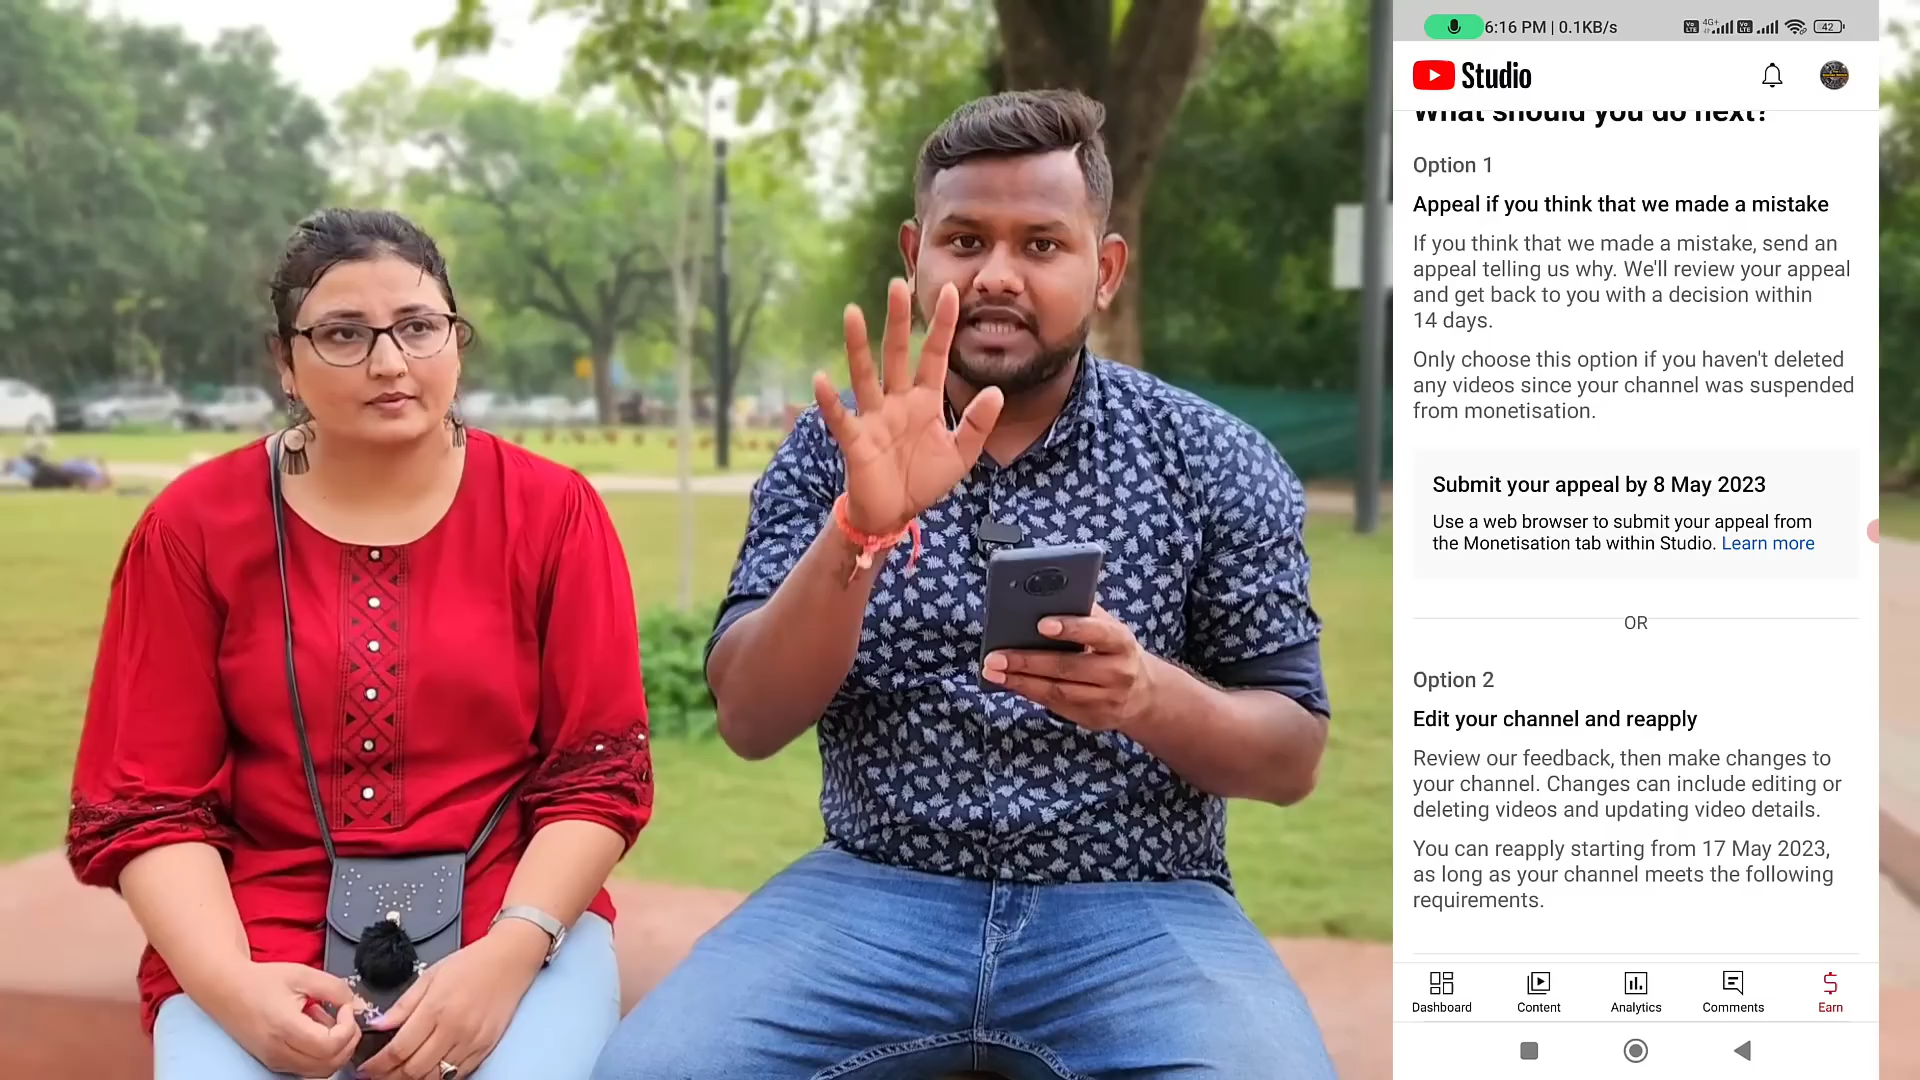 6:16 PM | 0.1KB/s
4G+
42
Studio
What should you do next?
Option 1
Appeal if you think that we made a mistake
If you think that we made a mistake, send an
appeal telling us why. We'll review your appeal
and get back to you with a decision within
14 days.
Only choose this option if you haven't deleted
any videos since your channel was suspended
from monetisation.
Submit your appeal by 8 May 2023
Use a web browser to submit your appeal from
the Monetisation tab within Studio. Learn more
OR
Option 2
Edit your channel and reapply
Review our feedback, then make changes to
your channel. Changes can include editing or
deleting videos and updating video details.
You can reapply starting from 17 May 2023,
as long as your channel meets the following
requirements.
Dashboard Content Analytics Comments Earn